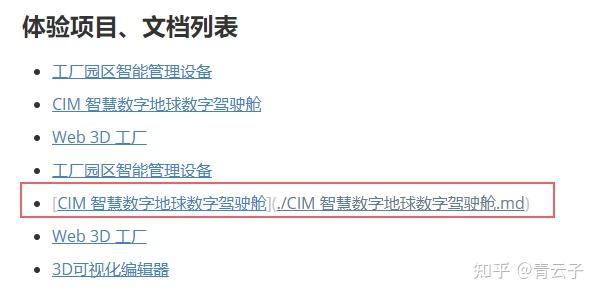 体验项目、文档列表
工厂园区智能管理设备
CIM 智慧数字地球数字驾驶舱
Web 3D 工厂
工厂园区智能管理设备
[CIM 智慧数字地球数字驾驶舱](./CIM 智慧数字地球数字驾驶舱.md)
Web 3D 工厂
3D可视化编辑器
知乎 @青云子